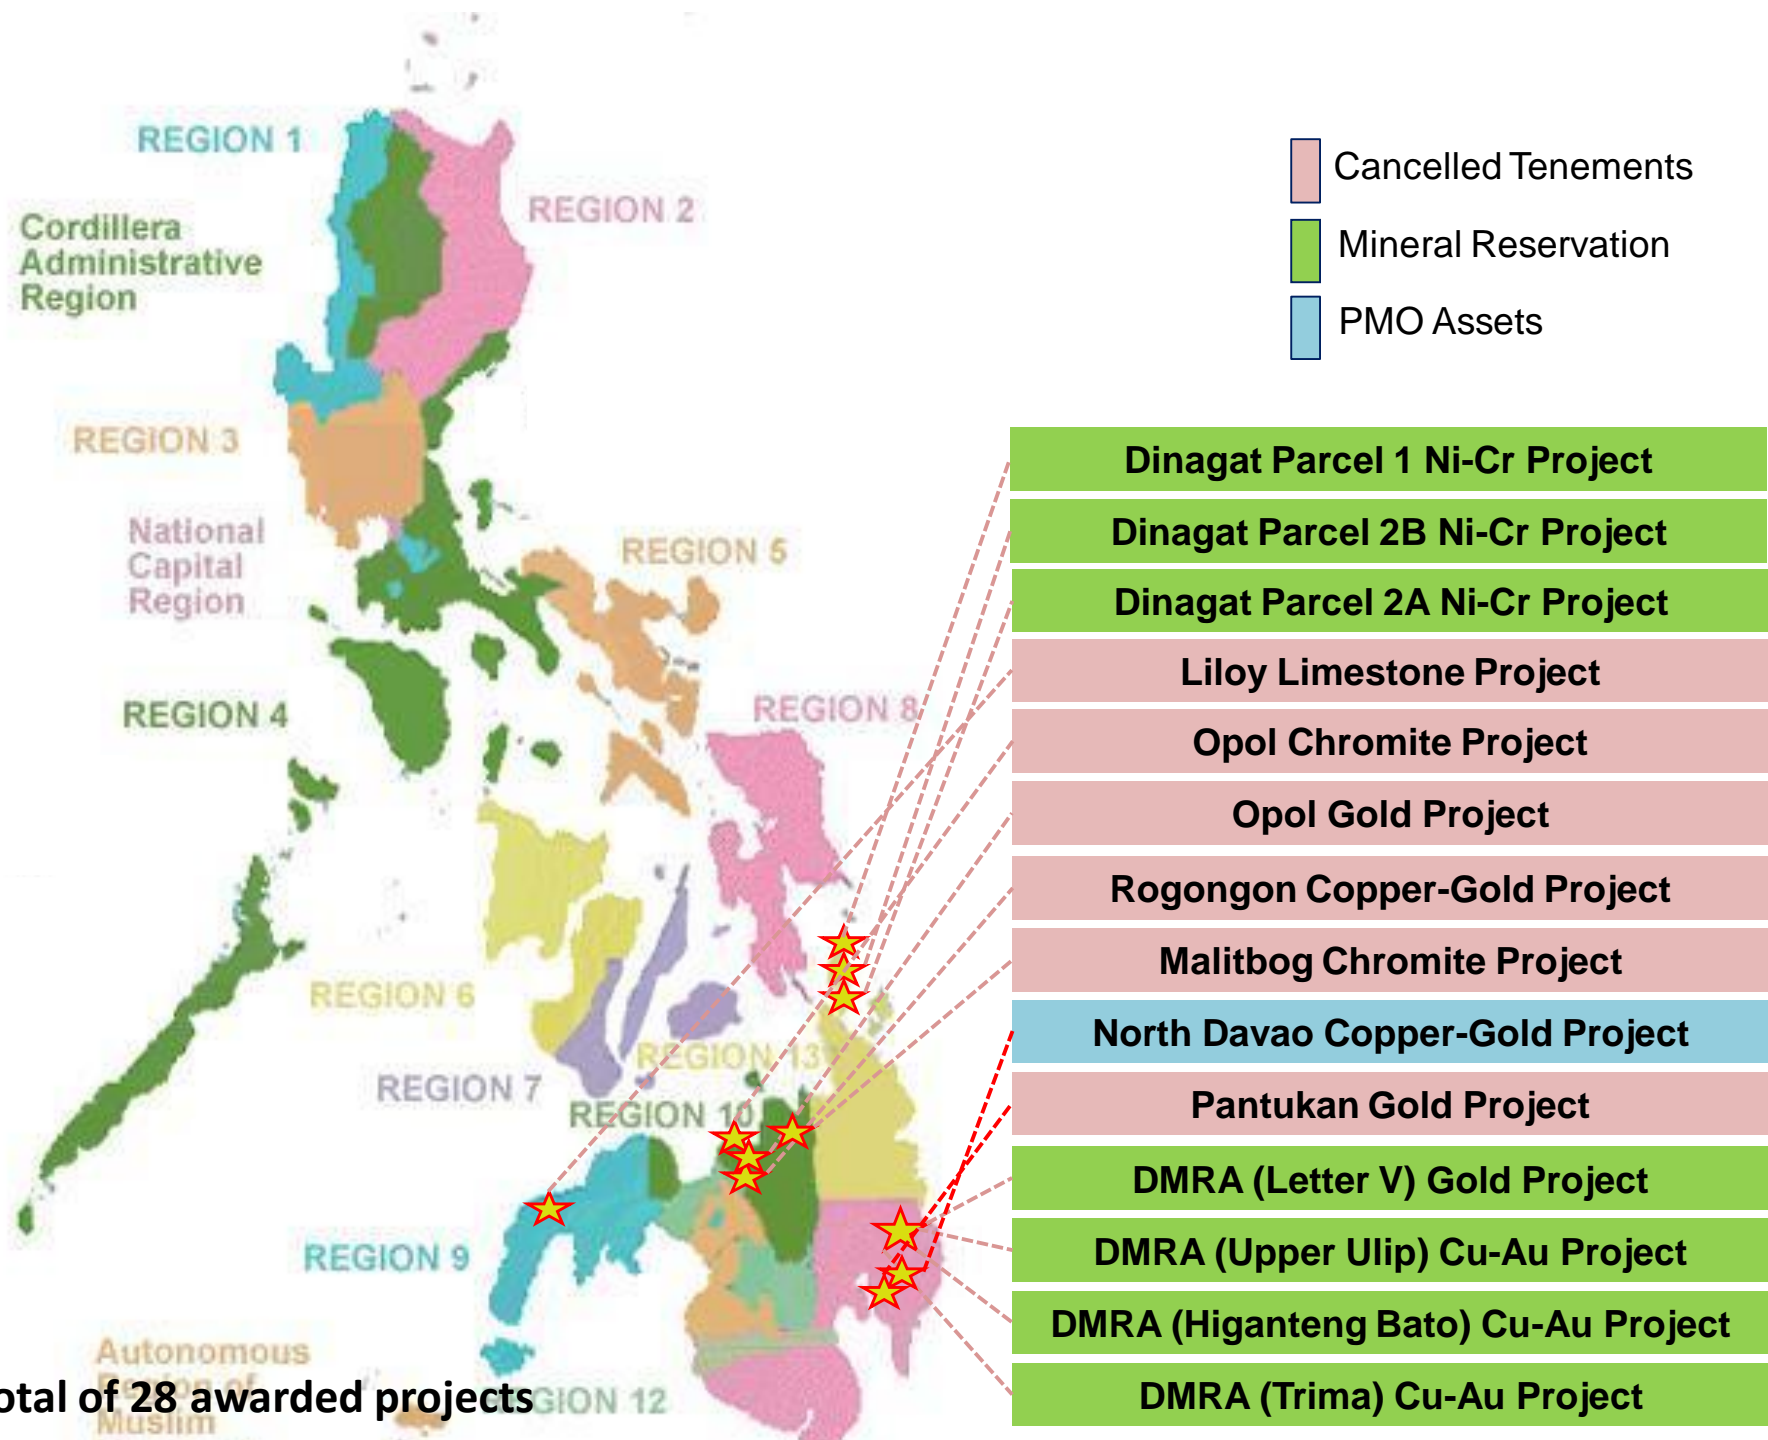 REGION 1
Cordillera
Administrative
Region
REGION 2
Cancelled Tenements
Mineral Reservation
PMO Assets
REGION 3
National
Capital
Region
REGION 5
REGION 4
REGION 8
REGION 6
REGION 7
REGION 13
REGION 10
REGION 9
Autonomous
Region of
Muslim
REGION 12
otal of 28 awarded projects
Dinagat Parcel 1 Ni-Cr Project
Dinagat Parcel 2B Ni-Cr Project
Dinagat Parcel 2A Ni-Cr Project
Liloy Limestone Project
Opol Chromite Project
Opol Gold Project
Rogongon Copper-Gold Project
Malitbog Chromite Project
North Davao Copper-Gold Project
Pantukan Gold Project
DMRA (Letter V) Gold Project
DMRA (Upper Ulip) Cu-Au Project
DMRA (Higanteng Bato) Cu-Au Project
DMRA (Trima) Cu-Au Project